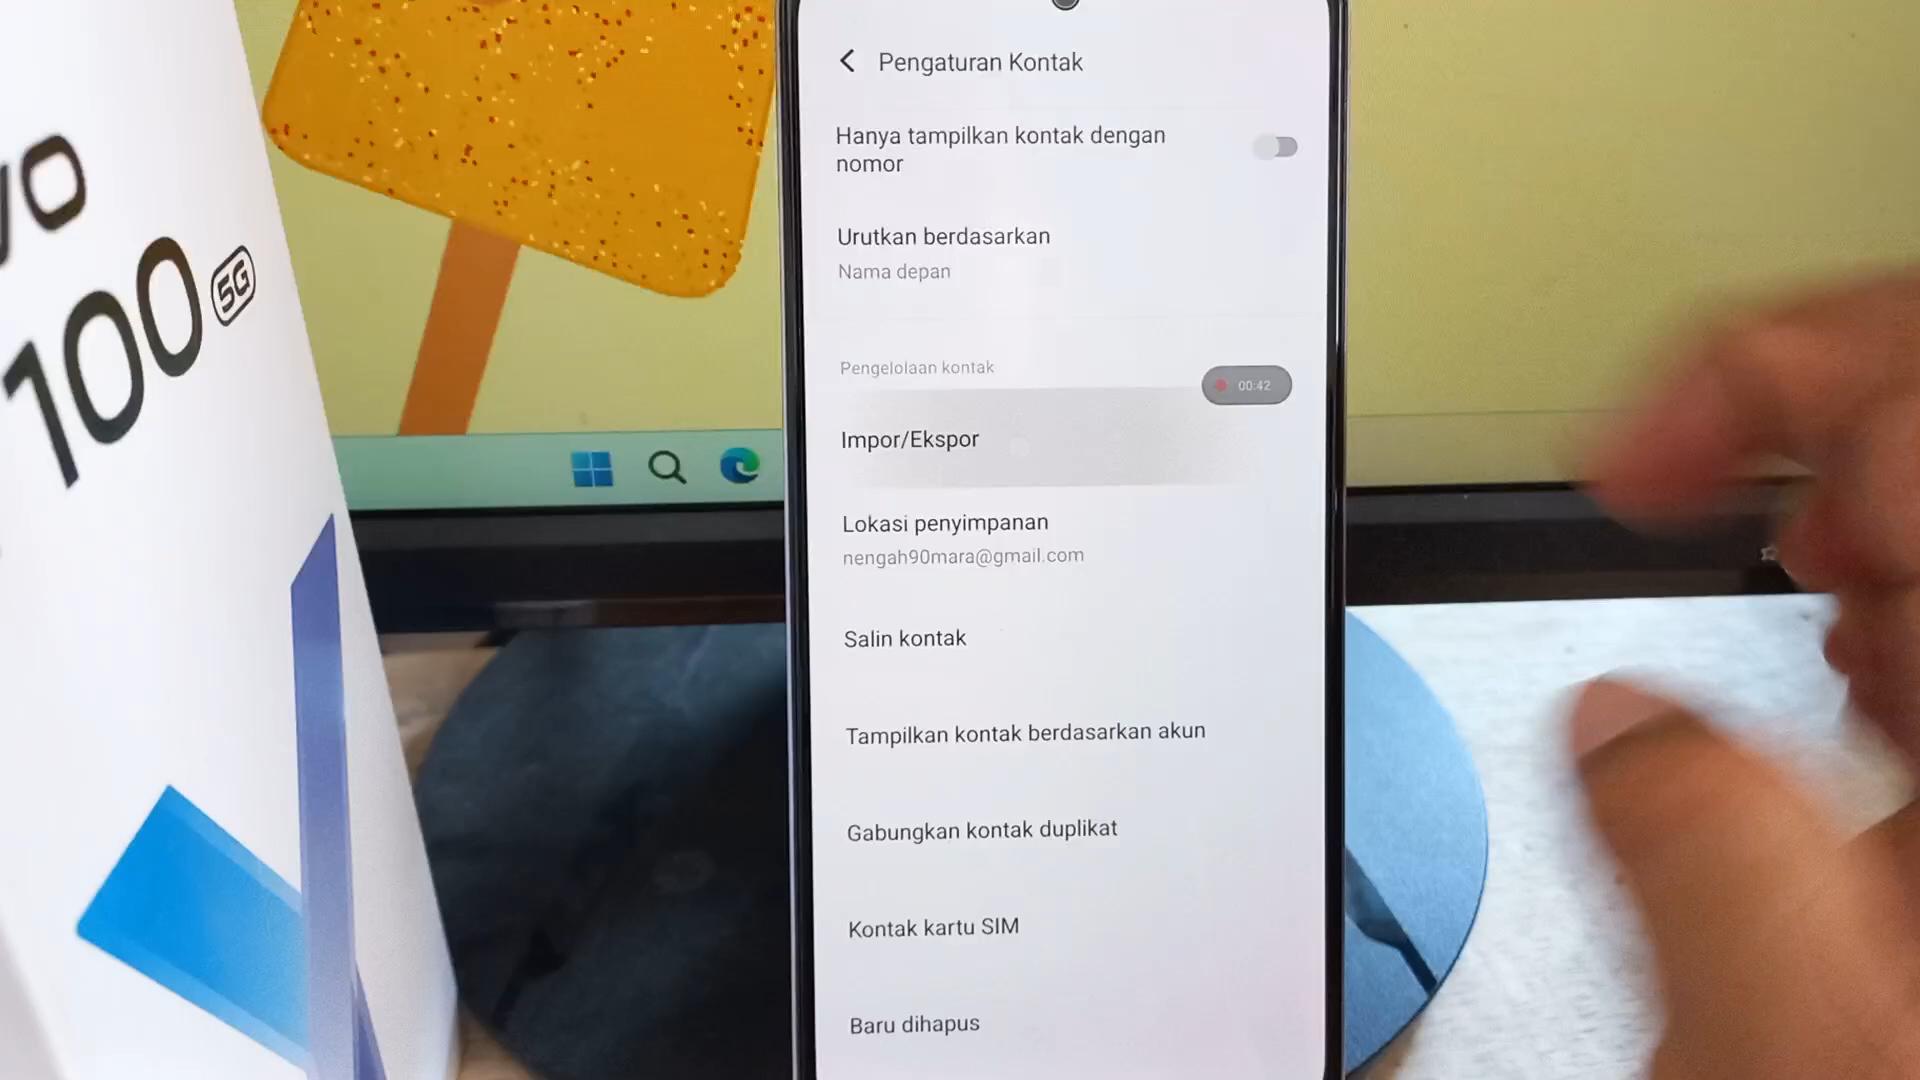 Pengaturan Kontak
Hanya tampilkan kontak dengan
nomor
Urutkan berdasarkan
Nama depan
Pengelolaan kontak
00:42
Impor/Ekspor
Lokasi penyimpanan
nengah90mara@gmail.com
Salin kontak
Tampilkan kontak berdasarkan akun
Gabungkan kontak duplikat
Kontak kartu SIM
Baru dihapus
100 5G